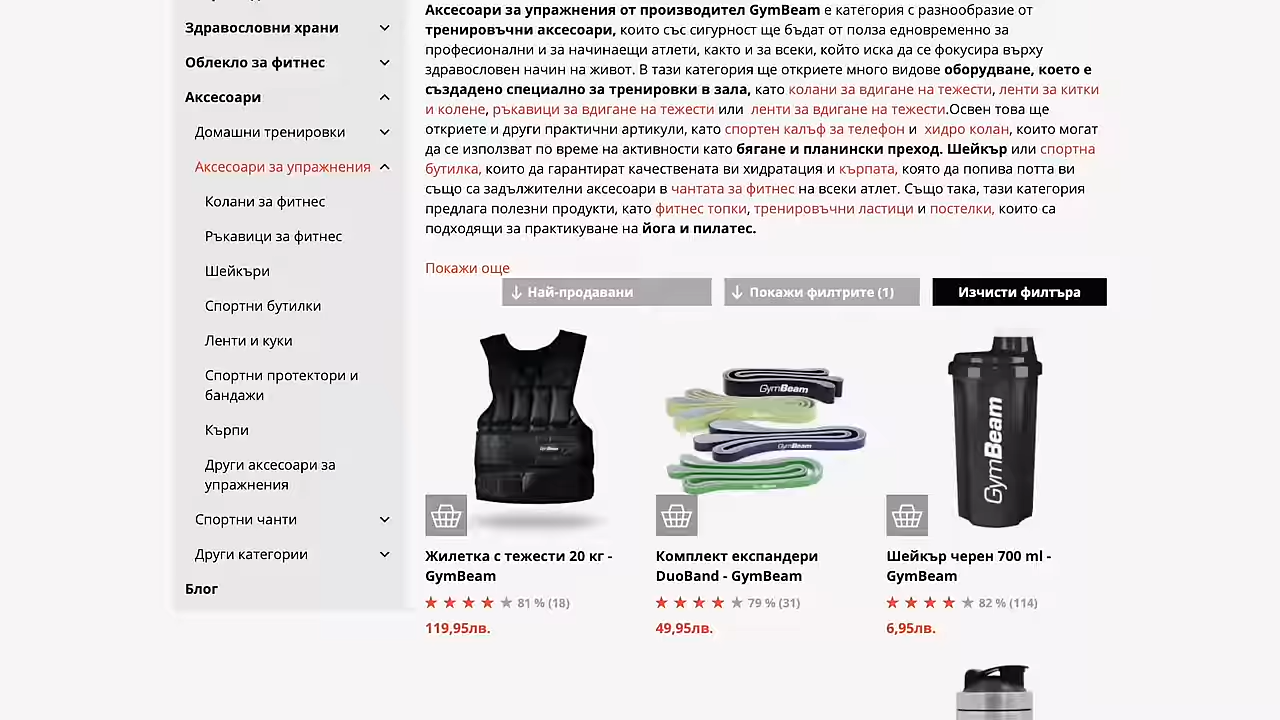 Здравословни храни
Облекло за фитнес
Аксесоари
Домашни тренировки
Аксесоари за упражнения
Колани за фитнес
Ръкавици за фитнес
Шейкъри
Спортни бутилки
Ленти и куки
Спортни протектори и
бандажи
Кърпи
Други аксесоари за
упражнения
Спортни чанти
Други категории
Блог
Аксесоари за упражнения от производител GymBeam е категория с разнообразие от
тренировъчни аксесоари, които със сигурност ще бъдат от полза едновременно за
професионални и за начинаещи атлети, както и за всеки, който иска да се фокусира върху
здравословен начин на живот. В тази категория ще откриете много видове оборудване, което е
създадено специално за тренировки в зала, като колани за вдигане на тежести, ленти за китки
и колене, ръкавици за вдигане на тежести или ленти за вдигане на тежести.Освен това ще
откриете и други практични артикули, като спортен калъф за телефон и хидро колан, които могат
да се използват по време на активности като бягане и планински преход. Шейкър или спортна
бутилка, които да гарантират качествената ви хидратация и кърпата, която да попива потта ви
също са задължителни аксесоари в чантата за фитнес на всеки атлет. Също така, тази категория
предлага полезни продукти, като фитнес топки, тренировъчни ластици и постелки, които са
подходящи за практикуване на йога и пилатес.
Покажи още
Най-продавани
Покажи филтрите (1)
Изчисти филтъра
GymBeam
GymBeam
GymBeam
Жилетка с тежести 20 кг -
GymBeam
81 % (18)
119,95лв.
Комплект експандери
DuoBand - GymBeam
79 % (31)
49,95лв.
Шейкър черен 700 ml -
GymBeam
82 % (114)
6,95лв.